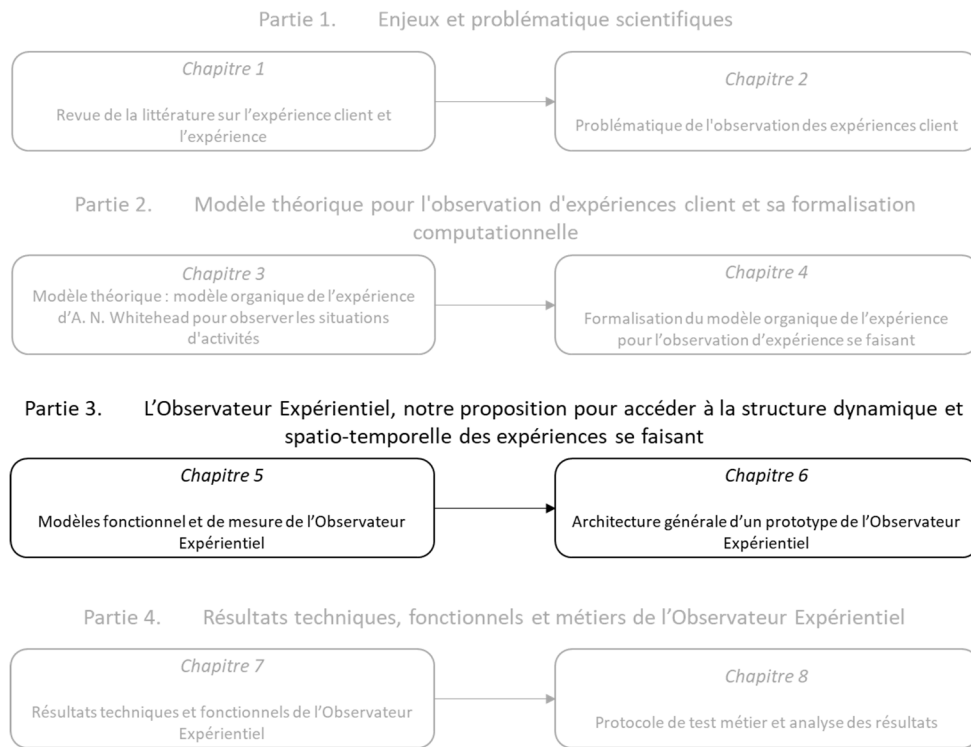 Partie 1. Enjeux et problématique scientifiques
Chapitre 1
Revue de la littérature sur l'expérience client et
l'expérience
Chapitre 2
Problématique de l'observation des expériences client
Partie 2. Modèle théorique pour l'observation d'expériences client et sa formalisation
computationnelle
Chapitre 3
Modèle théorique : modèle organique de l'expérience
d'A. N. Whitehead pour observer les situations
d'activités
Chapitre 4
Formalisation du modèle organique de l'expérience
pour l'observation d'expérience se faisant
Partie 3. L'Observateur Expérientiel, notre proposition pour accéder à la structure dynamique et
spatio-temporelle des expériences se faisant
Chapitre 5
Modèles fonctionnel et de mesure de l'Observateur
Expérientiel
Chapitre 6
Architecture générale d'un prototype de l'Observateur
Expérientiel
Partie 4. Résultats techniques, fonctionnels et métiers de l'Observateur Expérientiel
Chapitre 7
Résultats techniques et fonctionnels de l'Observateur
Expérientiel
Chapitre 8
Protocole de test métier et analyse des résultats